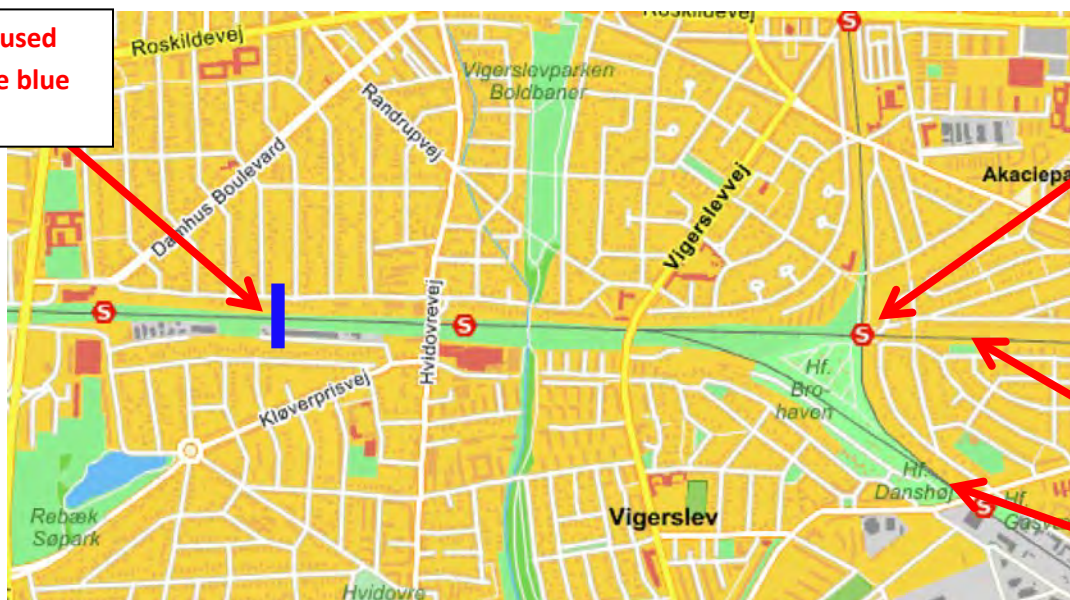 used
e blue
Roskildevej
Roskildevej
S
Vigerslevparken
Boldbaner
Randrupvej
Damhus Boulevard
Vigerslevvej
Akaciepa
Hvidovrevej
S
S
S
Kløverprisvej
Hf.
Bro-
haven
Hf.
Danshøj
S
Hf
Rebæk
Søpark
Vigerslev
Hvidovre